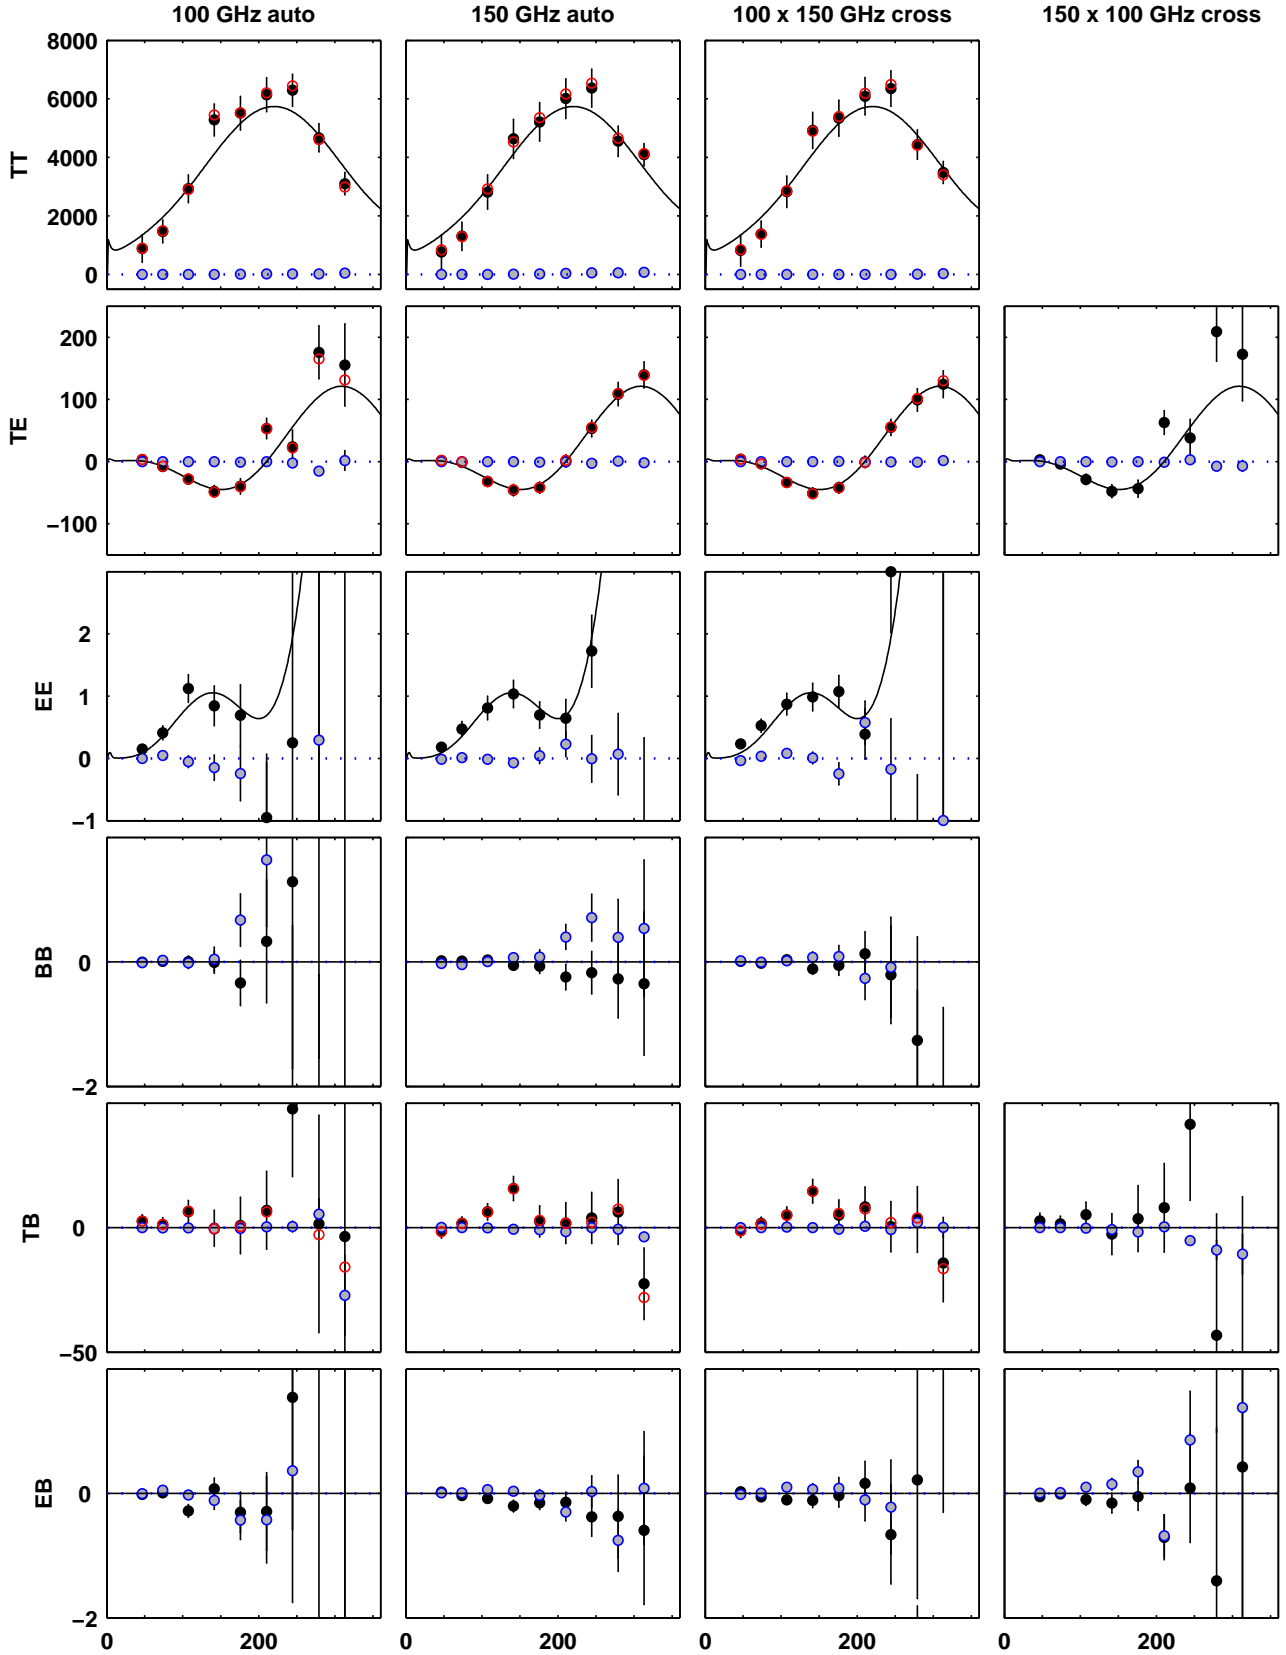 100 GHz auto 150 GHz auto 100 x 150 GHz cross 150 x 100 GHz cross
8000
6000
4000
2000
0
TT
200
100
0
−100
TE
2
1
0
−1
EE
0
−2
BB
0
−50
TB
0
−2
EB
0 200 0 200 0 200 0 200